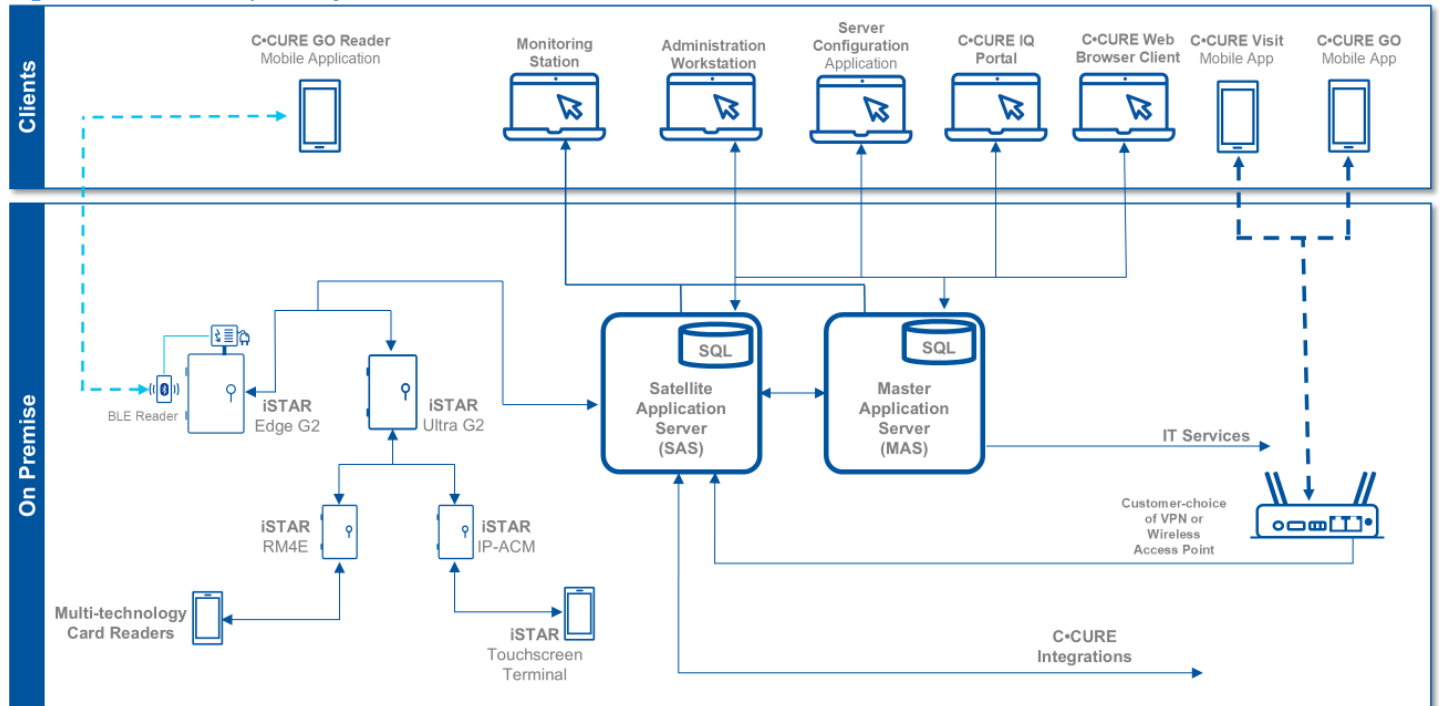 Clients
C•CURE GO Reader
Mobile Application
Monitoring
Station
Administration
Workstation
Server
Configuration
Application
C•CURE IQ
Portal
C•CURE Web
Browser Client
C•CURE Visit
Mobile App
C•CURE GO
Mobile App
On Premise
BLE Reader
iSTAR
Edge G2
iSTAR
Ultra G2
iSTAR
RM4E
iSTAR
IP-ACM
Multi-technology
Card Readers
iSTAR
Touchscreen
Terminal
SQL
Satellite
Application
Server
(SAS)
SQL
Master
Application
Server
(MAS)
IT Services
Customer-choice
of VPN or
Wireless
Access Point
C•CURE
Integrations